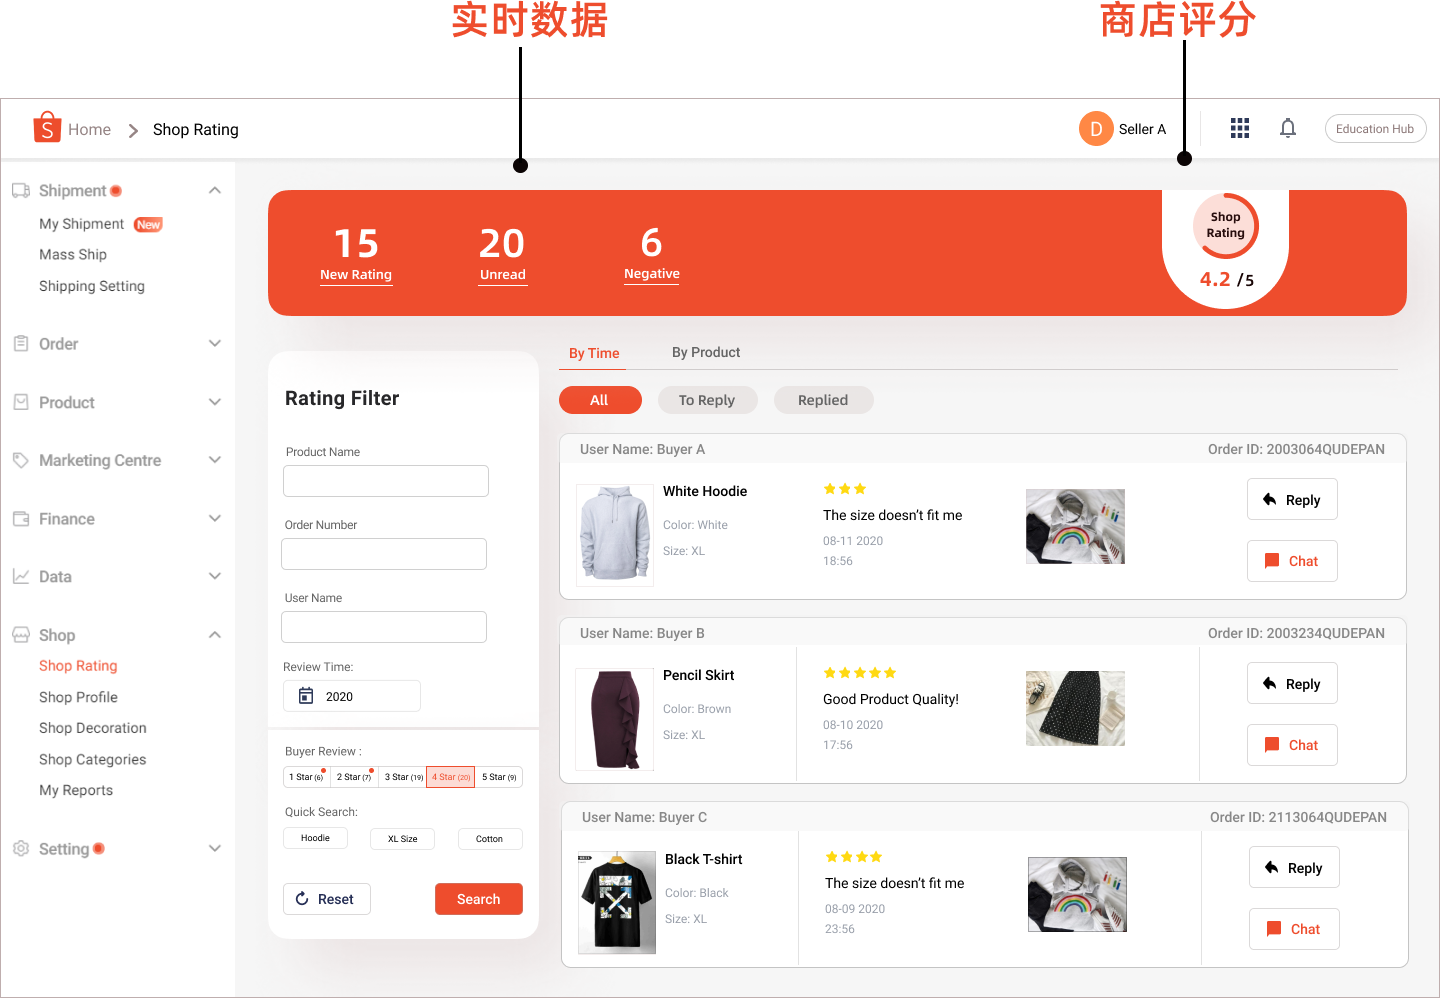 实时数据
商店评分
S
Home
Shop Rating
D
Seller A
Education Hub
Shipment
My Shipment New
Mass Ship
Shipping Setting
Order
Product
Marketing Centre
Finance
Data
Shop
Shop Rating
Shop Profile
Shop Decoration
Shop Categories
My Reports
Setting
15
New Rating
20
Unread
6
Negative
Shop
Rating
4.2 /5
Rating Filter
Product Name
Order Number
User Name
Review Time:
2020
Buyer Review :
1 Star (6) 2 Star (7) 3 Star (19) 4 Star (20) 5 Star (9)
Quick Search:
Hoodie XL Size Cotton
Reset Search
By Time By Product
All To Reply Replied
User Name: Buyer A Order ID: 2003064QUDEPAN
White Hoodie
Color: White
Size: XL
The size doesn’t fit me
08-11 2020
18:56
Reply
Chat
User Name: Buyer B Order ID: 2003234QUDEPAN
Pencil Skirt
Color: Brown
Size: XL
Good Product Quality!
08-10 2020
17:56
Reply
Chat
User Name: Buyer C Order ID: 2113064QUDEPAN
Black T-shirt
Color: Black
Size: XL
The size doesn’t fit me
08-09 2020
23:56
Reply
Chat